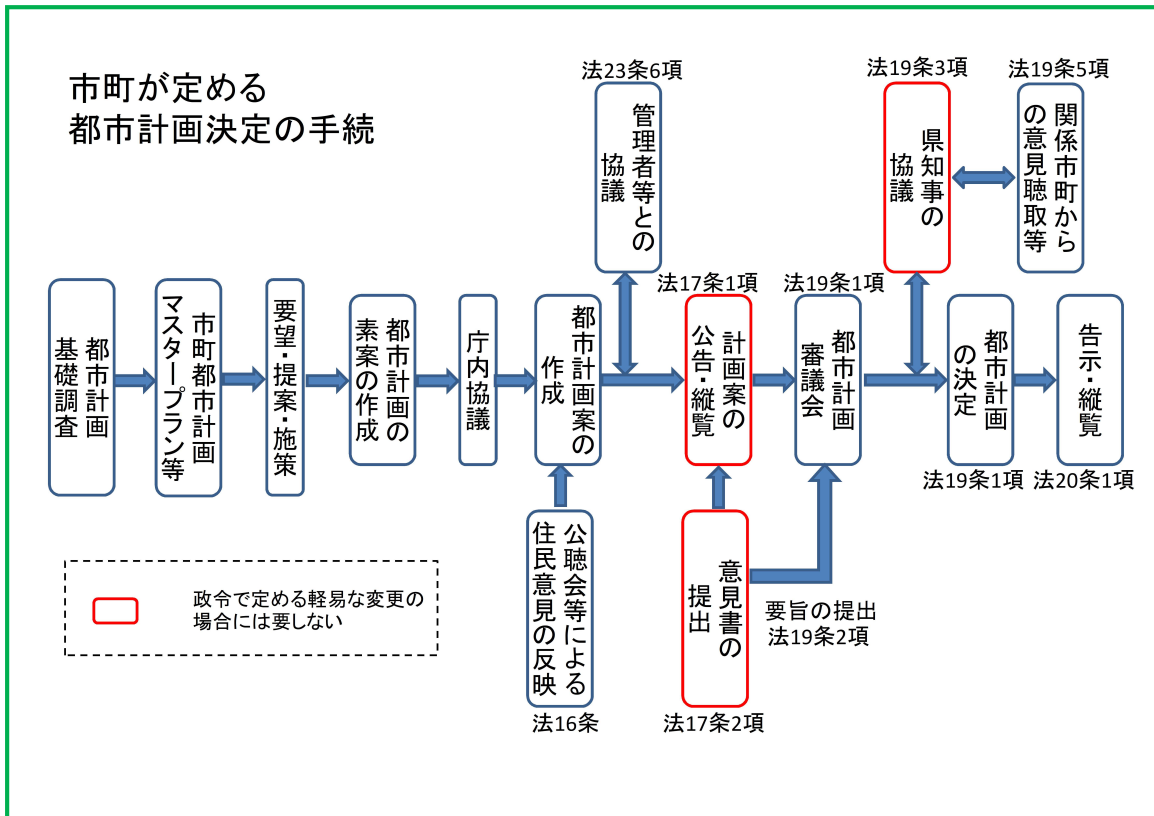 市町が定める
都市計画決定の手続
法23条6項
管理者等との
協議
法19条3項
県知事の
協議
法19条5項
関係市町から
の意見聴取等
都市計画
基礎調査
市町都市計画
マスタープラン等
要望・提案・施策
都市計画の
素案の作成
庁内協議
都市計画案の
作成
法17条1項
計画案の
公告・縦覧
法19条1項
都市計画
審議会
都市計画
の決定
法19条1項
告示・縦覧
法20条1項
公聴会等による
住民意見の反映
法16条
意見書の
提出
法17条2項
要旨の提出
法19条2項
政令で定める軽易な変更の
場合には要しない